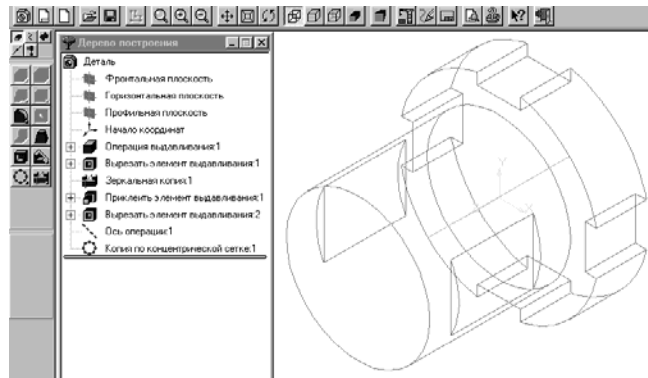 Дерево построения
Деталь
Фронтальная плоскость
Горизонтальная плоскость
Профильная плоскость
Начало координат
Операция выдавливания:1
Вырезать элемент выдавливания:1
Зеркальная копия:1
Приклеить элемент выдавливания:1
Вырезать элемент выдавливания:2
Ось операции:1
Копия по концентрической сетке:1
Y
X